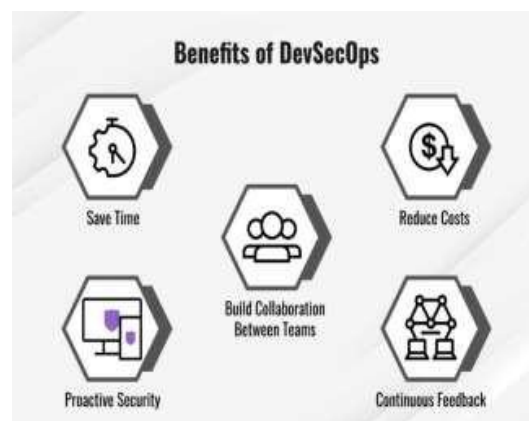 Benefits of DevSecOps
Save Time
Reduce Costs
Build Collaboration
Between Teams
Proactive Security
Continuous Feedback